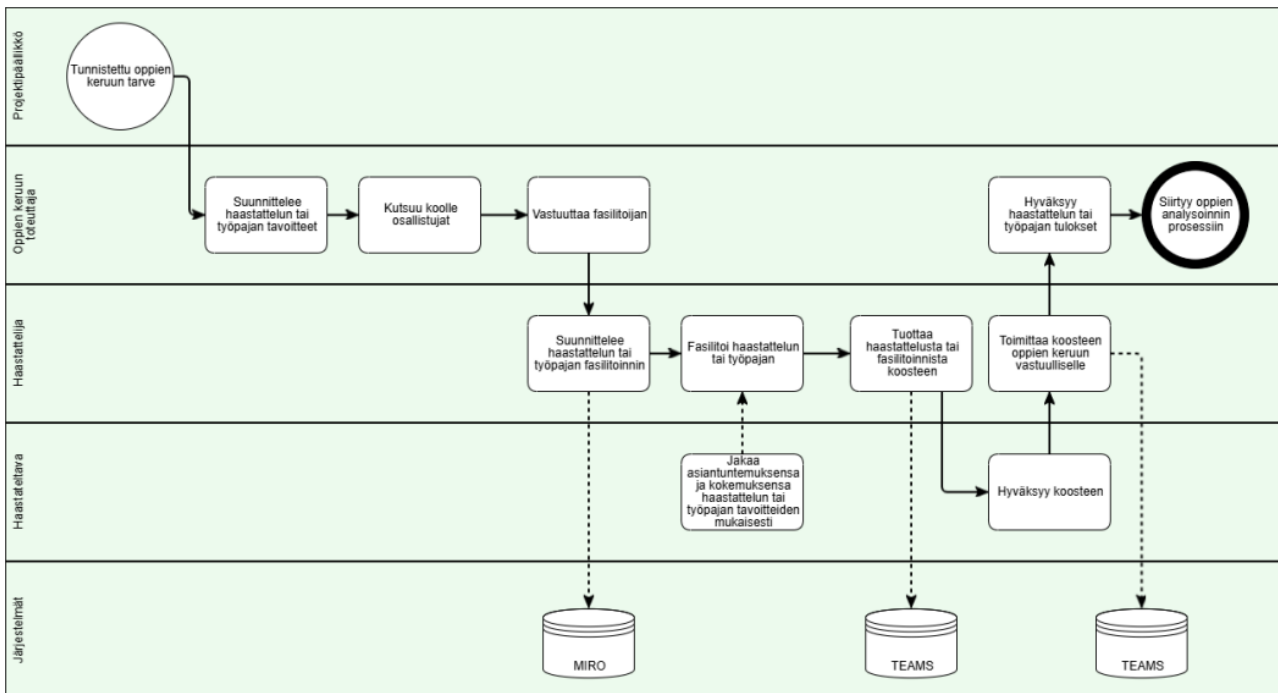 Projektipäällikkö
Tunnistettu oppien
keruun tarve
Oppien keruun
toteuttaja
Suunnittelee
haastattelun tai
työpajan tavoitteet
Kutsuu koolle
osallistujat
Vastuuttaa fasilitoijan
Hyväksyy
haastattelun tai
työpajan tulokset
Siirtyy oppien
analysoinnin
prosessiin
Haastattelija
Suunnittelee
haastattelun tai
työpajan fasilitoinnin
Fasilitoi haastattelun
tai työpajan
Tuottaa
haastattelusta tai
fasilitoinnista
koosteen
Toimittaa koosteen
oppien keruun
vastuulliselle
Haastateltava
Jakaa
asiantuntemuksensa
ja kokemuksensa
haastattelun tai
työpajan tavoitteiden
mukaisesti
Hyväksyy koosteen
Järjestelmät
MIRO
TEAMS
TEAMS